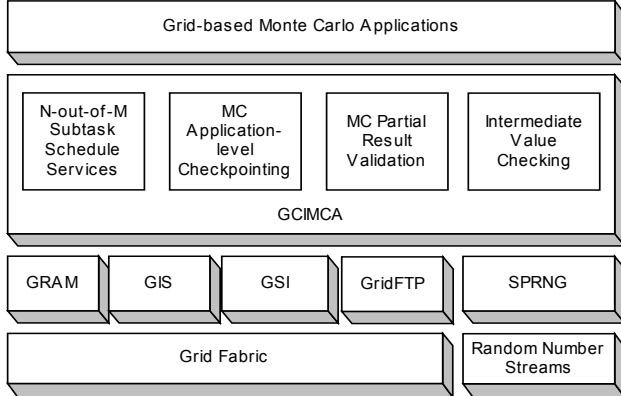 Grid-based Monte Carlo Applications
N-out-of-M
Subtask
Schedule
Services
MC
Application-
level
Checkpointing
MC Partial
Result
Validation
Intermediate
Value
Checking
GCIMCA
GRAM
GIS
GSI
GridFTP
SPRNG
Grid Fabric
Random Number
Streams